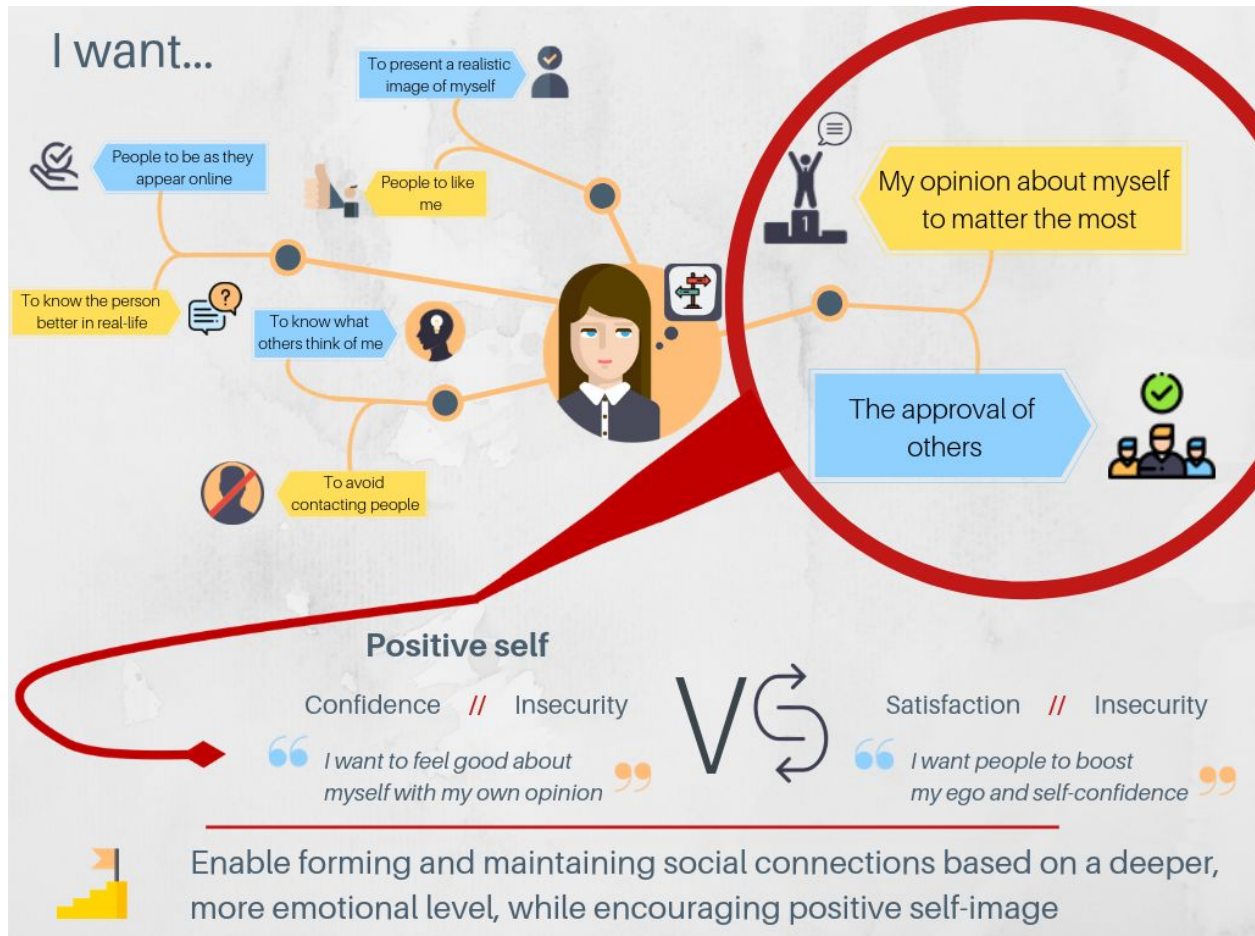 I want...
To present a realistic
image of myself
People to be as they
appear online
People to like
me
My opinion about myself
to matter the most
1
To know the person
better in real-life
?
To know what
others think of me
The approval of
others
To avoid
contacting people
Positive self
Confidence // Insecurity
VS
Satisfaction // Insecurity
“ I want to feel good about
myself with my own opinion ”
“ I want people to boost
my ego and self-confidence ”
Enable forming and maintaining social connections based on a deeper,
more emotional level, while encouraging positive self-image